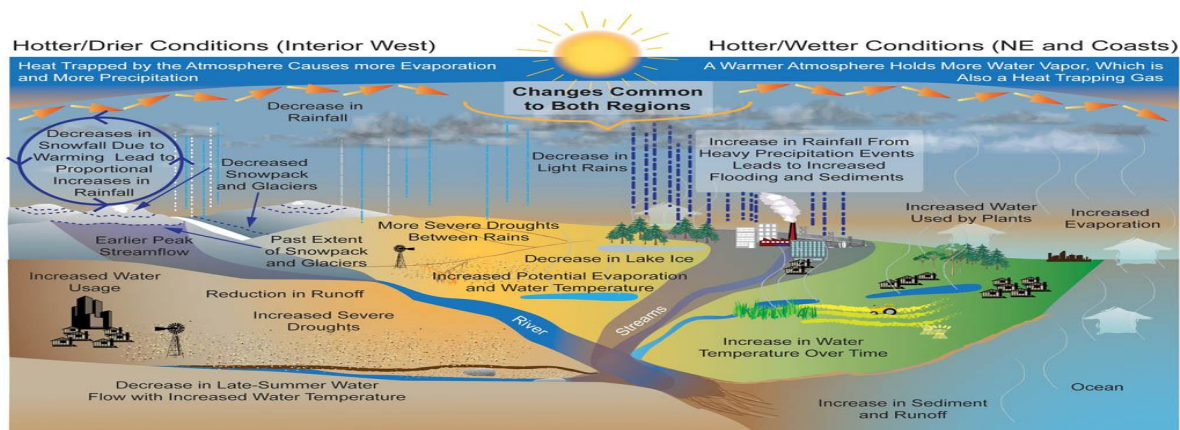 Hotter/Drier Conditions (Interior West)
Hotter/Wetter Conditions (NE and Coasts)
Heat Trapped by the Atmosphere Causes more Evaporation
and More Precipitation
A Warmer Atmosphere Holds More Water Vapor, Which is
Also a Heat Trapping Gas
Changes Common
to Both Regions
Decrease in
Rainfall
Decreases in
Snowfall Due to
Warming Lead to
Proportional
Increases in
Rainfall
Decreased
Snowpack
and Glaciers
Decrease in
Light Rains
Increase in Rainfall From
Heavy Precipitation Events
Leads to Increased
Flooding and Sediments
Increased Water
Used by Plants
Increased
Evaporation
More Severe Droughts
Between Rains
Earlier Peak
Streamflow
Past Extent
of Snowpack
and Glaciers
Decrease in Lake Ice
Increased Potential Evaporation
and Water Temperature
Increased Water
Usage
Reduction in Runoff
Increased Severe
Droughts
River
Streams
Increase in Water
Temperature Over Time
Decrease in Late-Summer Water
Flow with Increased Water Temperature
Increase in Sediment
and Runoff
Ocean